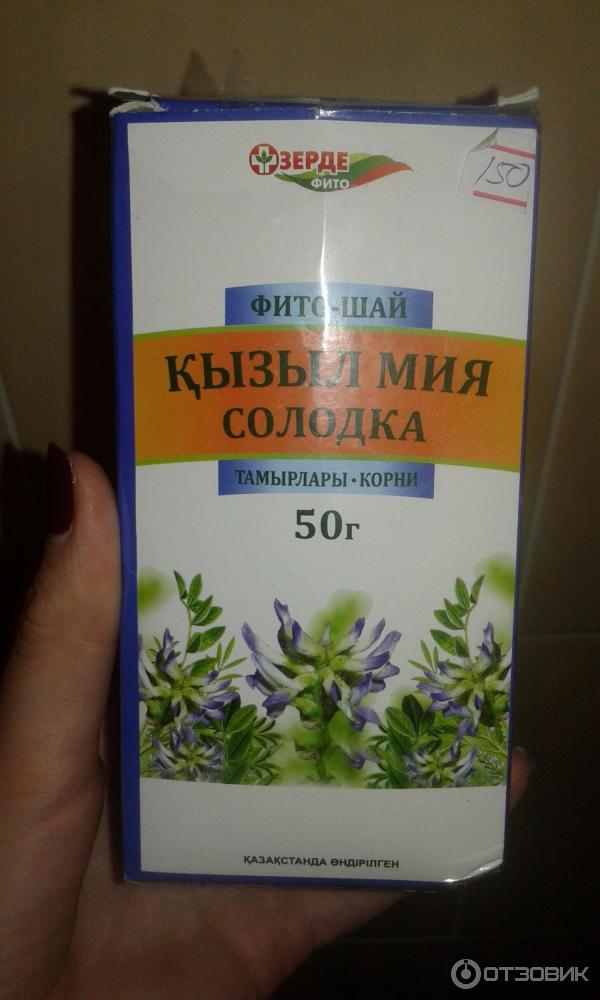 ЗЕРДЕ
ФИТО
150
ФИТО-ШАЙ
ҚЫЗЫЛ МИЯ
СОЛОДКА
ТАМЫРЛАРЫ • КОРНИ
50г
ҚАЗАҚСТАНДА ӨНДІРІЛГЕН
ОТЗОВИК